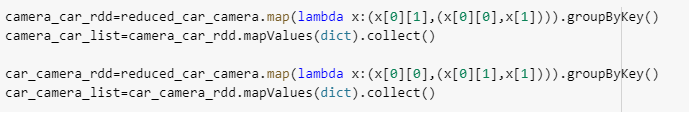 camera_car_rdd=reduced_car_camera.map(lambda x:(x[0][1],(x[0][0],x[1]))).groupByKey()
camera_car_list=camera_car_rdd.mapValues(dict).collect()
car_camera_rdd=reduced_car_camera.map(lambda x:(x[0][0],(x[0][1],x[1]))).groupByKey()
car_camera_list=car_camera_rdd.mapValues(dict).collect()